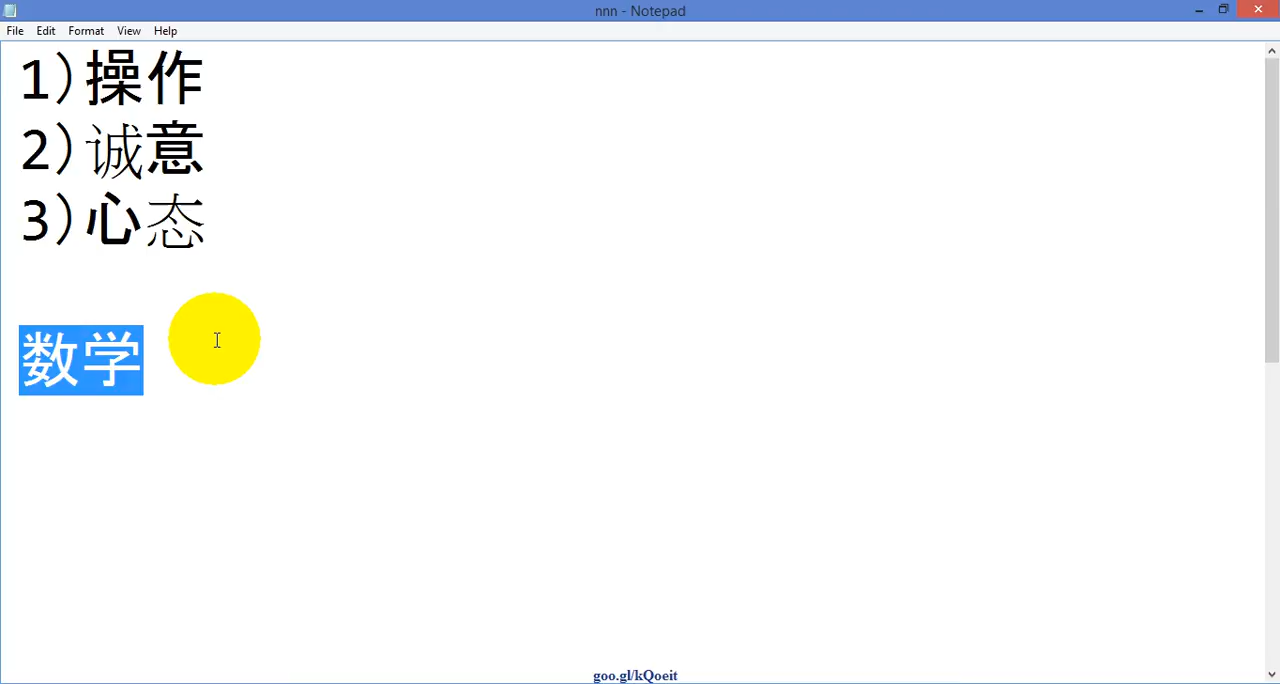 nnn - Notepad
File Edit Format View Help
1)操作
2)诚意
3)心态
数学
goo.gl/kQoeit